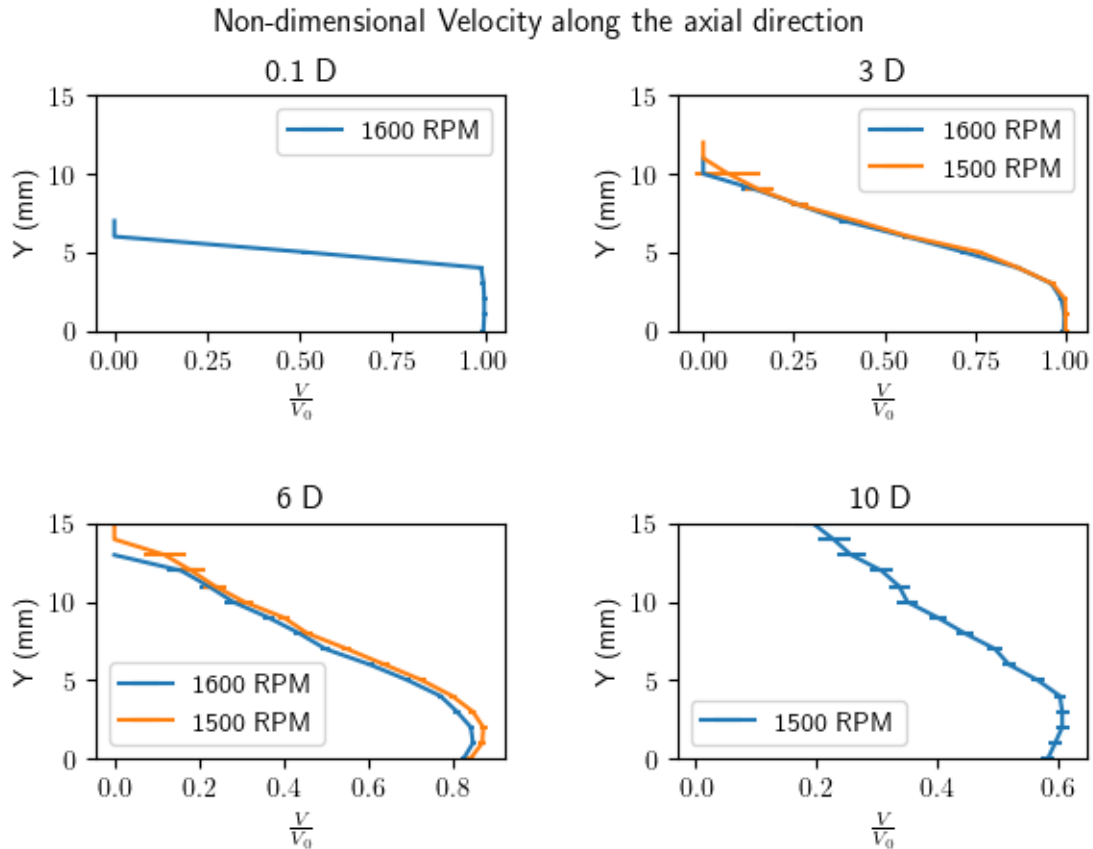 Non-dimensional Velocity along the axial direction
0.1 D
15
10
5
0
Y (mm)
1600 RPM
0.00 0.25 0.50 0.75 1.00
V
V0
3 D
15
10
5
0
Y (mm)
1600 RPM
1500 RPM
0.00 0.25 0.50 0.75 1.00
V
V0
6 D
15
10
5
0
Y (mm)
1600 RPM
1500 RPM
0.0 0.2 0.4 0.6 0.8
V
V0
10 D
15
10
5
0
Y (mm)
1500 RPM
0.0 0.2 0.4 0.6
V
V0